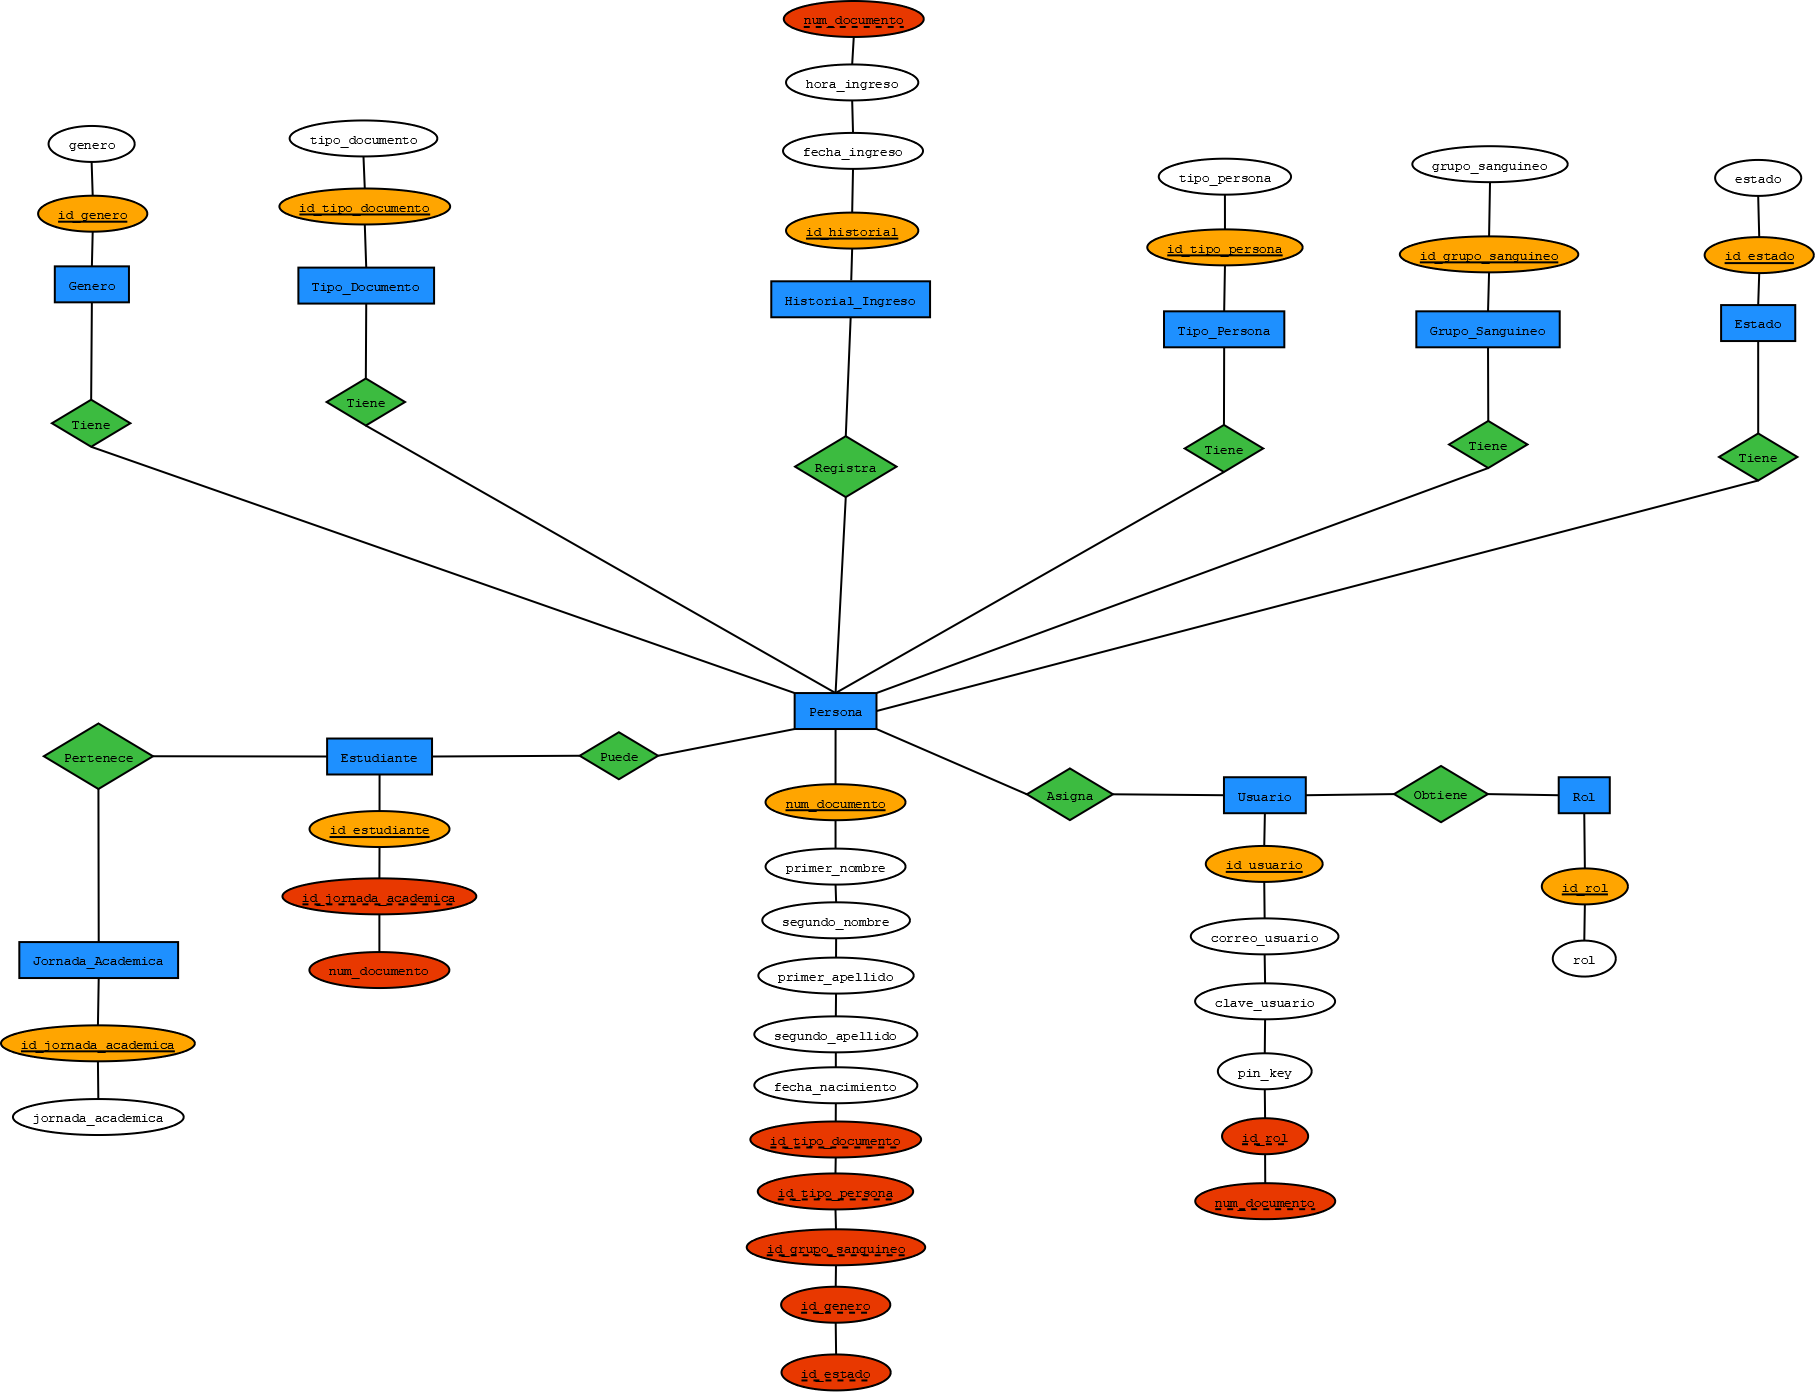 num_documento
hora_ingreso
genero
tipo_documento
fecha_ingreso
tipo_persona
grupo_sanguineo
estado
id_genero
id_tipo_documento
id_historial
id_tipo_persona
id_grupo_sanguineo
id_estado
Genero
Tipo_Documento
Historial_Ingreso
Tipo_Persona
Grupo_Sanguineo
Estado
Tiene
Tiene
Registra
Tiene
Tiene
Tiene
Persona
Pertenece
Estudiante
Puede
Asigna
Usuario
Obtiene
Rol
id_estudiante
id_jornada_academica
num_documento
Jornada_Academica
id_jornada_academica
jornada_academica
num_documento
primer_nombre
segundo_nombre
primer_apellido
segundo_apellido
fecha_nacimiento
id_tipo_documento
id_tipo_persona
id_grupo_sanguineo
id_genero
id_estado
id_usuario
correo_usuario
clave_usuario
pin_key
id_rol
num_documento
id_rol
rol